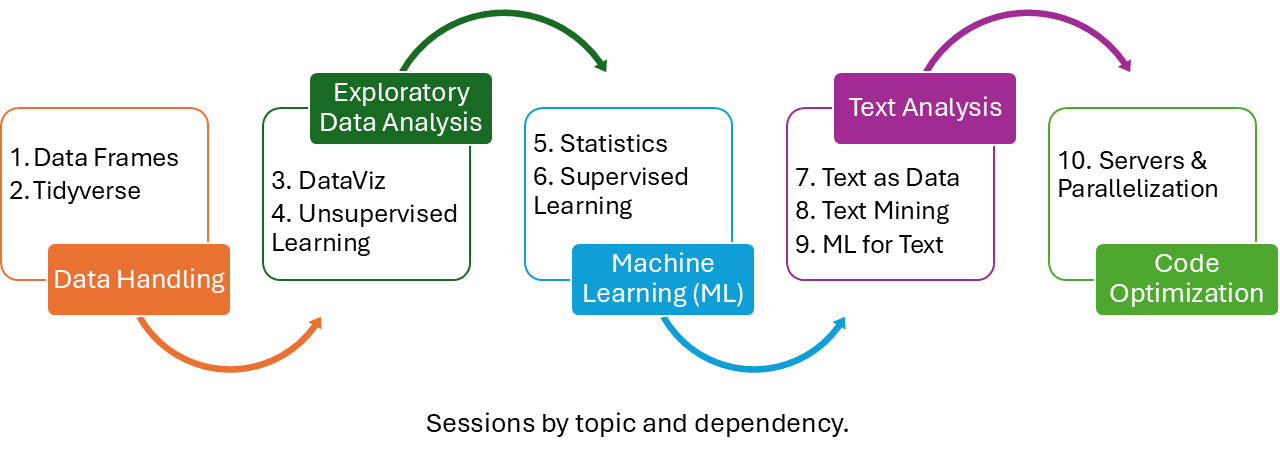 1. Data Frames
2. Tidyverse
Data Handling
Exploratory
Data Analysis
3. DataViz
4. Unsupervised
Learning
5. Statistics
6. Supervised
Learning
Machine
Learning (ML)
Text Analysis
7. Text as Data
8. Text Mining
9. ML for Text
10. Servers &
Parallelization
Code
Optimization
Sessions by topic and dependency.